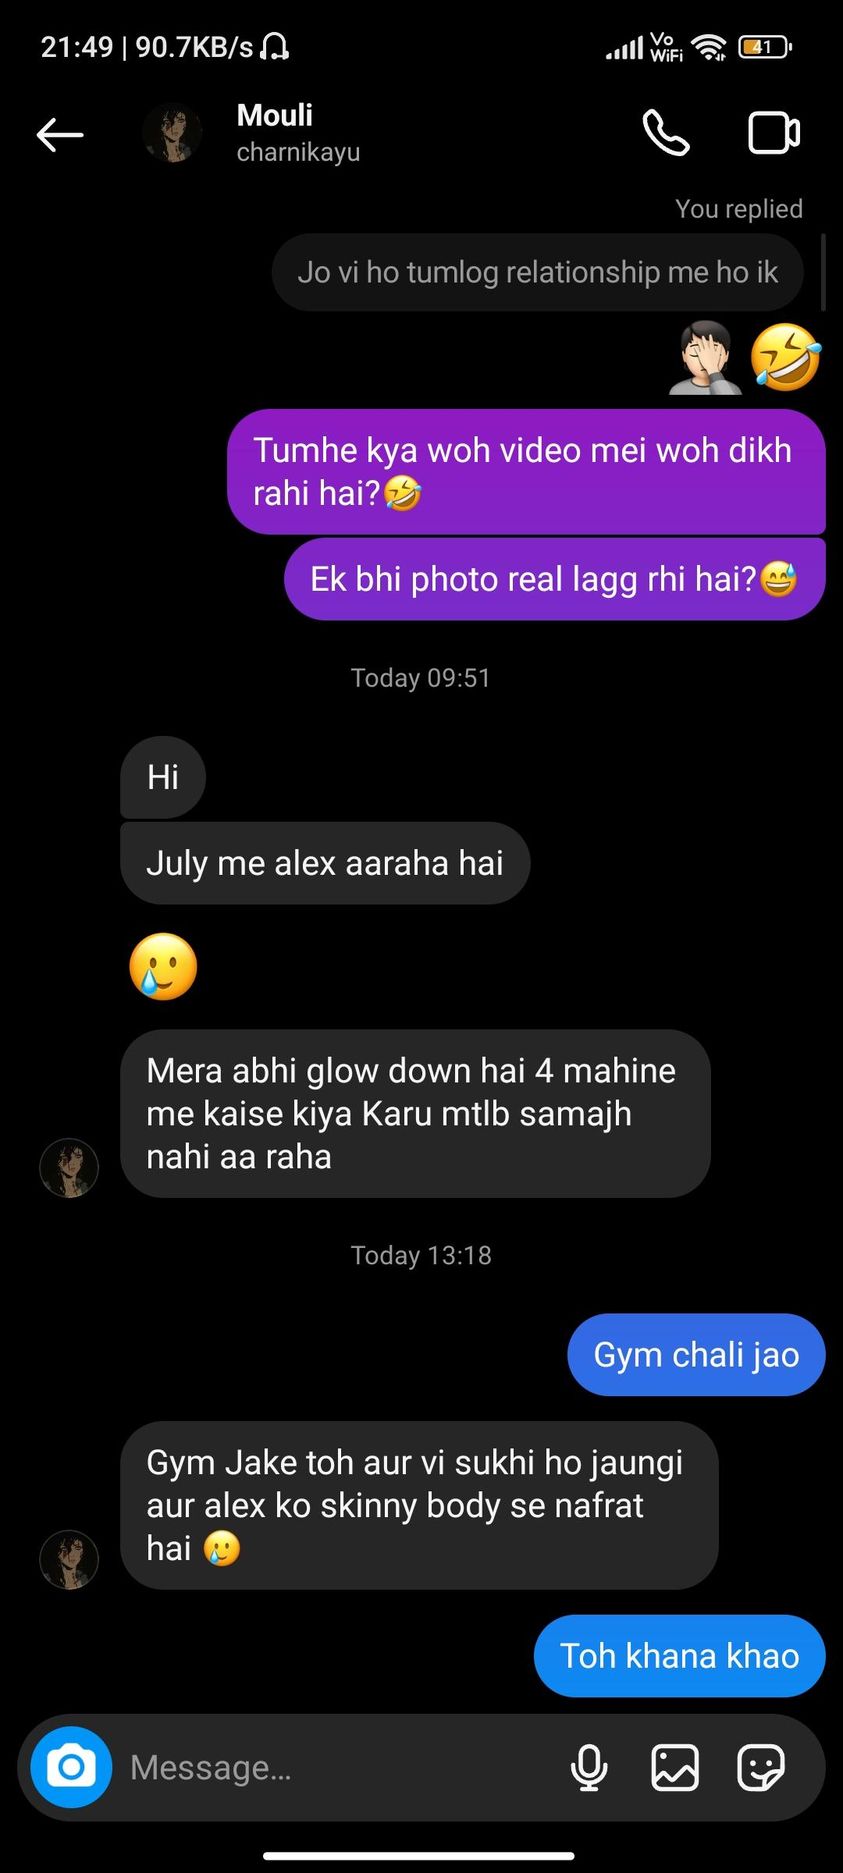 21:49 | 90.7KB/s
Vo
WiFi
41
Mouli
charnikayu
You replied
Jo vi ho tumlog relationship me ho ik
🤦🏻🤣
Tumhe kya woh video mei woh dikh
rahi hai?🤣
Ek bhi photo real lagg rhi hai?😅
Today 09:51
Hi
July me alex aaraha hai
🥲
Mera abhi glow down hai 4 mahine
me kaise kiya Karu mtlb samajh
nahi aa raha
Today 13:18
Gym chali jao
Gym Jake toh aur vi sukhi ho jaungi
aur alex ko skinny body se nafrat
hai 🥲
Toh khana khao
Message...